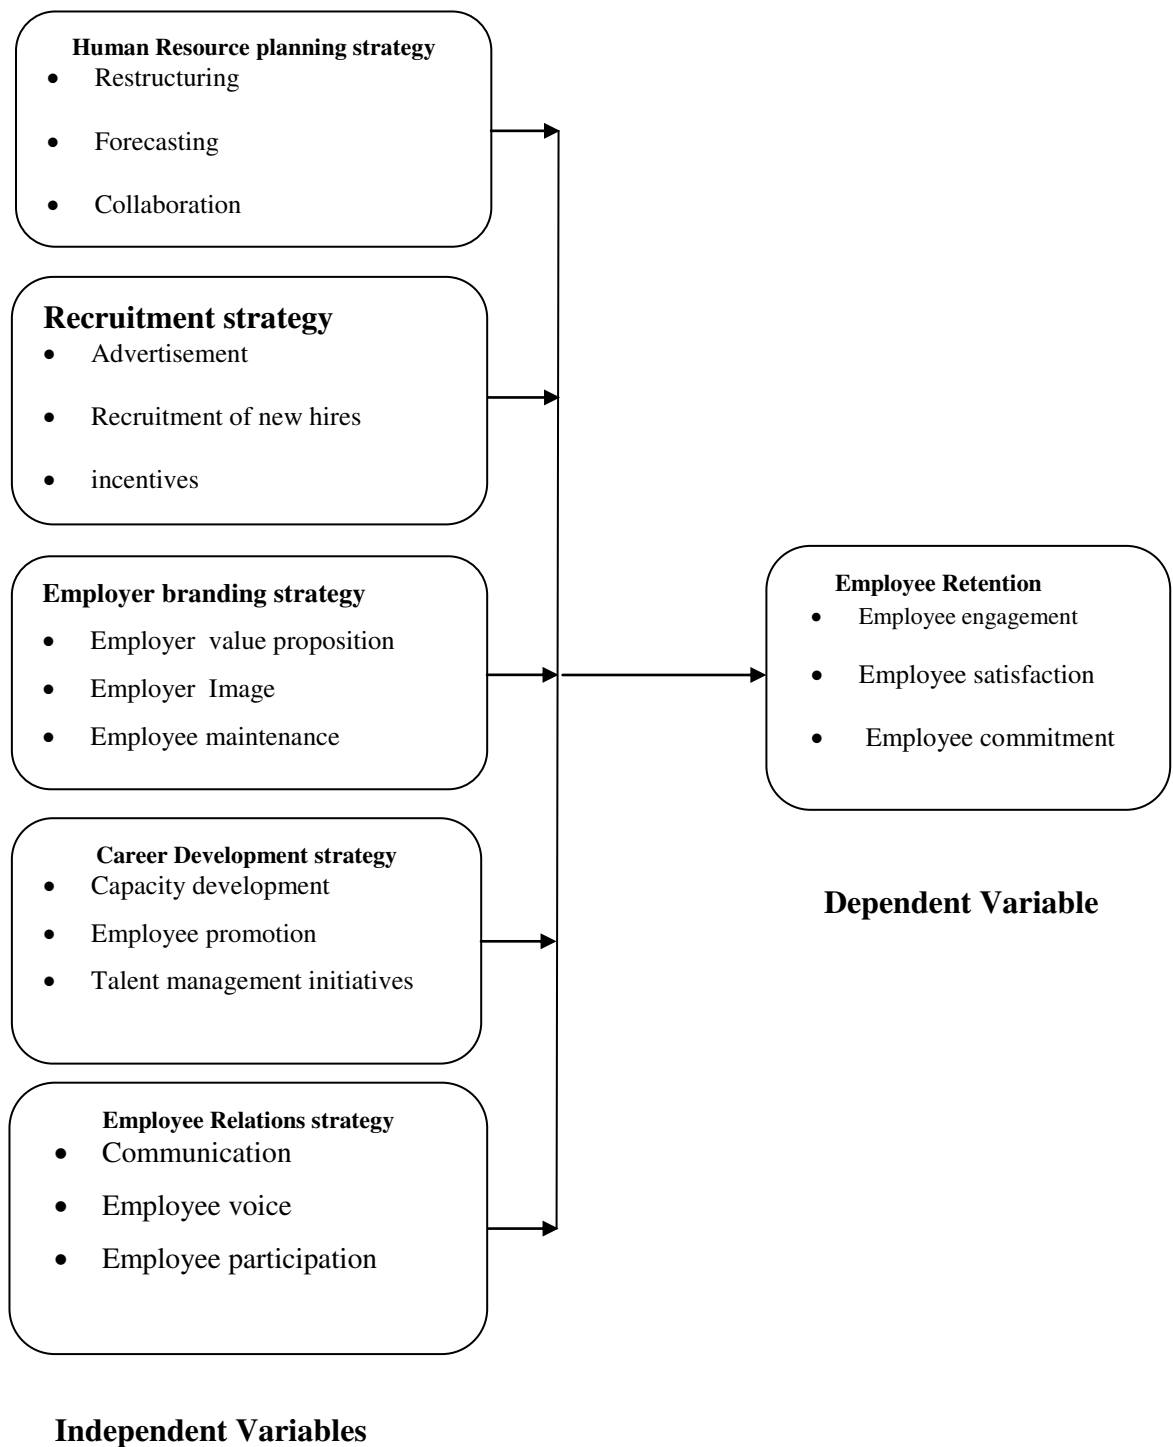 Human Resource planning strategy
• Restructuring
• Forecasting
• Collaboration
Recruitment strategy
• Advertisement
• Recruitment of new hires
• incentives
Employer branding strategy
• Employer value proposition
• Employer Image
• Employee maintenance
Career Development strategy
• Capacity development
• Employee promotion
• Talent management initiatives
Employee Relations strategy
• Communication
• Employee voice
• Employee participation
Independent Variables
Employee Retention
• Employee engagement
• Employee satisfaction
• Employee commitment
Dependent Variable